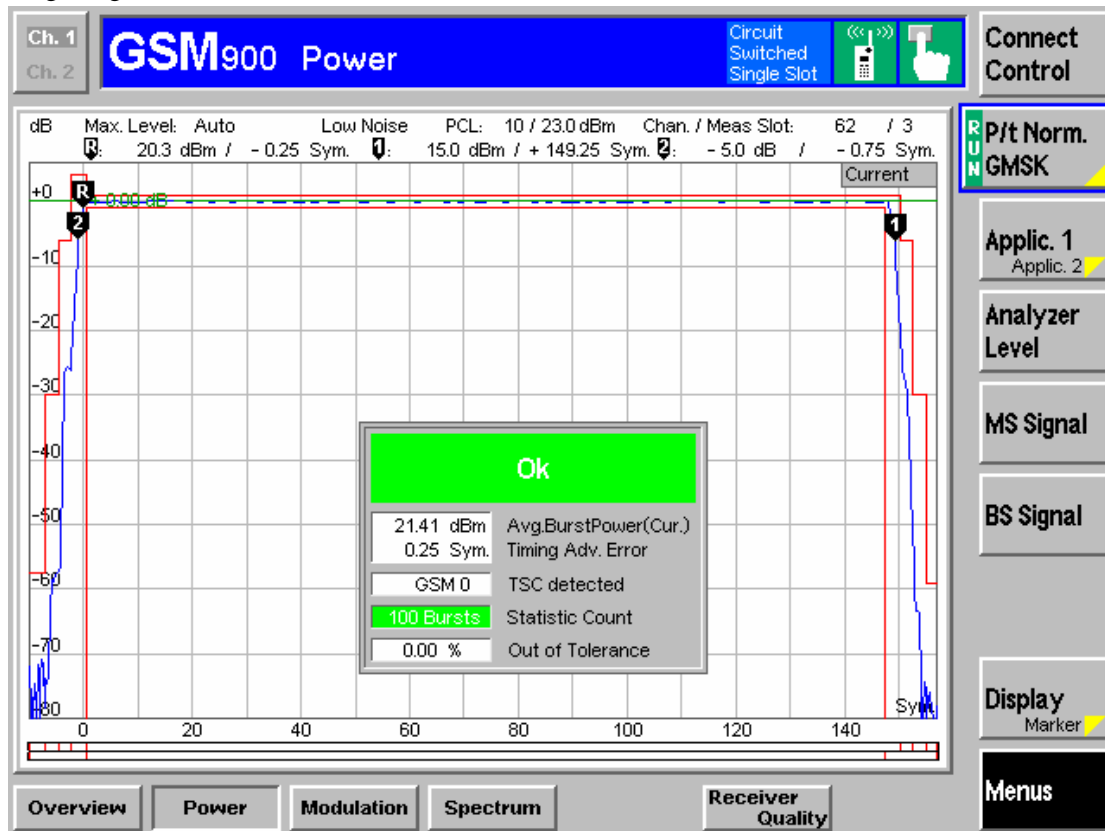 Ch. 1
Ch. 2
GSM900 Power
Circuit
Switched
Single Slot
Connect
Control
dB Max. Level: Auto Low Noise PCL: 10 / 23.0 dBm Chan. / Meas Slot: 62 / 3
R: 20.3 dBm / - 0.25 Sym. 1: 15.0 dBm / + 149.25 Sym. 2: - 5.0 dB / - 0.75 Sym.
Current
RUN
P/t Norm.
GMSK
Applic. 1
Applic. 2
Analyzer
Level
MS Signal
BS Signal
Display
Marker
Menus
+0
R
0.00 dB
2
1
-10
-20
-30
-40
-50
-60
-70
-80
Ok
21.41 dBm Avg.BurstPower(Cur.)
0.25 Sym. Timing Adv. Error
GSM 0 TSC detected
100 Bursts Statistic Count
0.00 % Out of Tolerance
Sym
0 20 40 60 80 100 120 140
Overview
Power
Modulation
Spectrum
Receiver
Quality